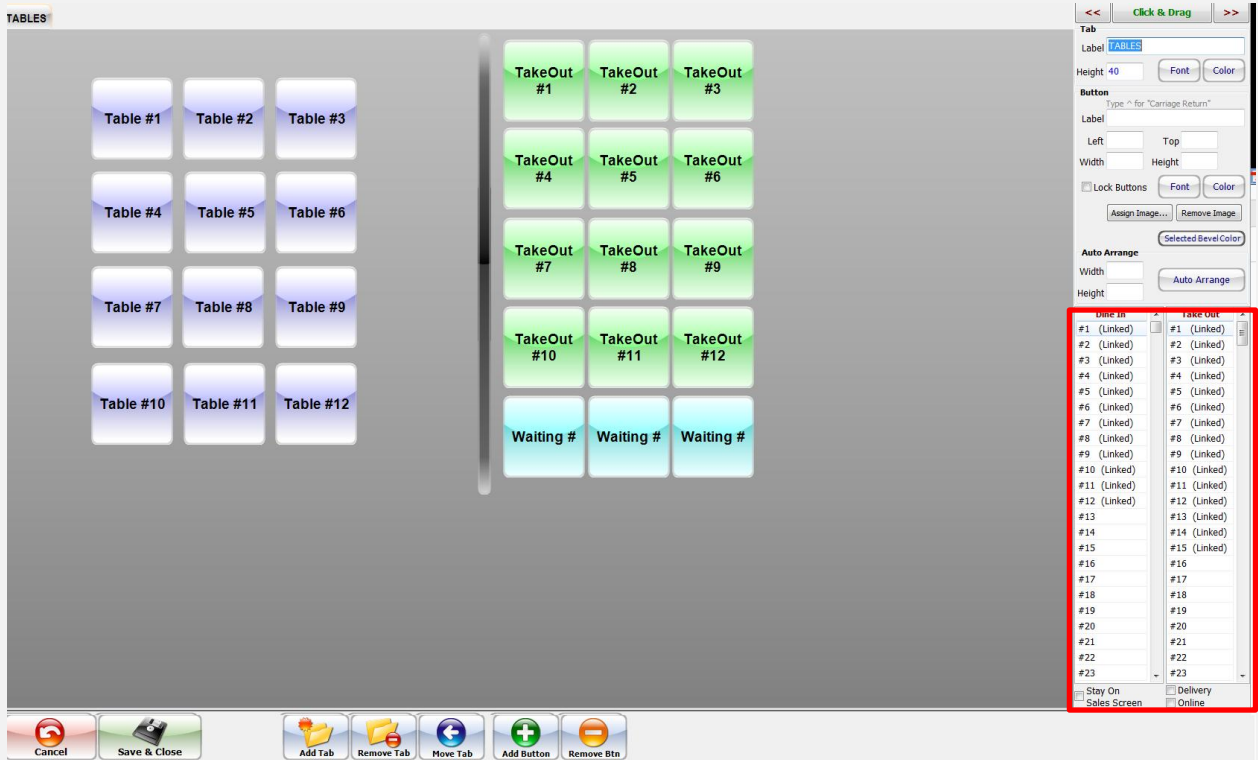 TABLES
Table #1 Table #2 Table #3
Table #4 Table #5 Table #6
Table #7 Table #8 Table #9
Table #10 Table #11 Table #12
TakeOut TakeOut TakeOut
#1 #2 #3
TakeOut TakeOut TakeOut
#4 #5 #6
TakeOut TakeOut TakeOut
#7 #8 #9
TakeOut TakeOut TakeOut
#10 #11 #12
Waiting # Waiting # Waiting #
<< Click & Drag >>
Tab
Label TABLES
Height 40 Font Color
Button
Type ^ for "Carriage Return"
Label
Left Top
Width Height
Lock Buttons Font Color
Assign Image... Remove Image
Selected Bevel Color
Auto Arrange
Width
Auto Arrange
Height
Dine In Take Out
#1 (Linked) #1 (Linked)
#2 (Linked) #2 (Linked)
#3 (Linked) #3 (Linked)
#4 (Linked) #4 (Linked)
#5 (Linked) #5 (Linked)
#6 (Linked) #6 (Linked)
#7 (Linked) #7 (Linked)
#8 (Linked) #8 (Linked)
#9 (Linked) #9 (Linked)
#10 (Linked) #10 (Linked)
#11 (Linked) #11 (Linked)
#12 (Linked) #12 (Linked)
#13 #13 (Linked)
#14 #14 (Linked)
#15 #15 (Linked)
#16 #16
#17 #17
#18 #18
#19 #19
#20 #20
#21 #21
#22 #22
#23 #23
Stay On Delivery
Sales Screen Online
Cancel Save & Close Add Tab Remove Tab Move Tab Add Button Remove Btn